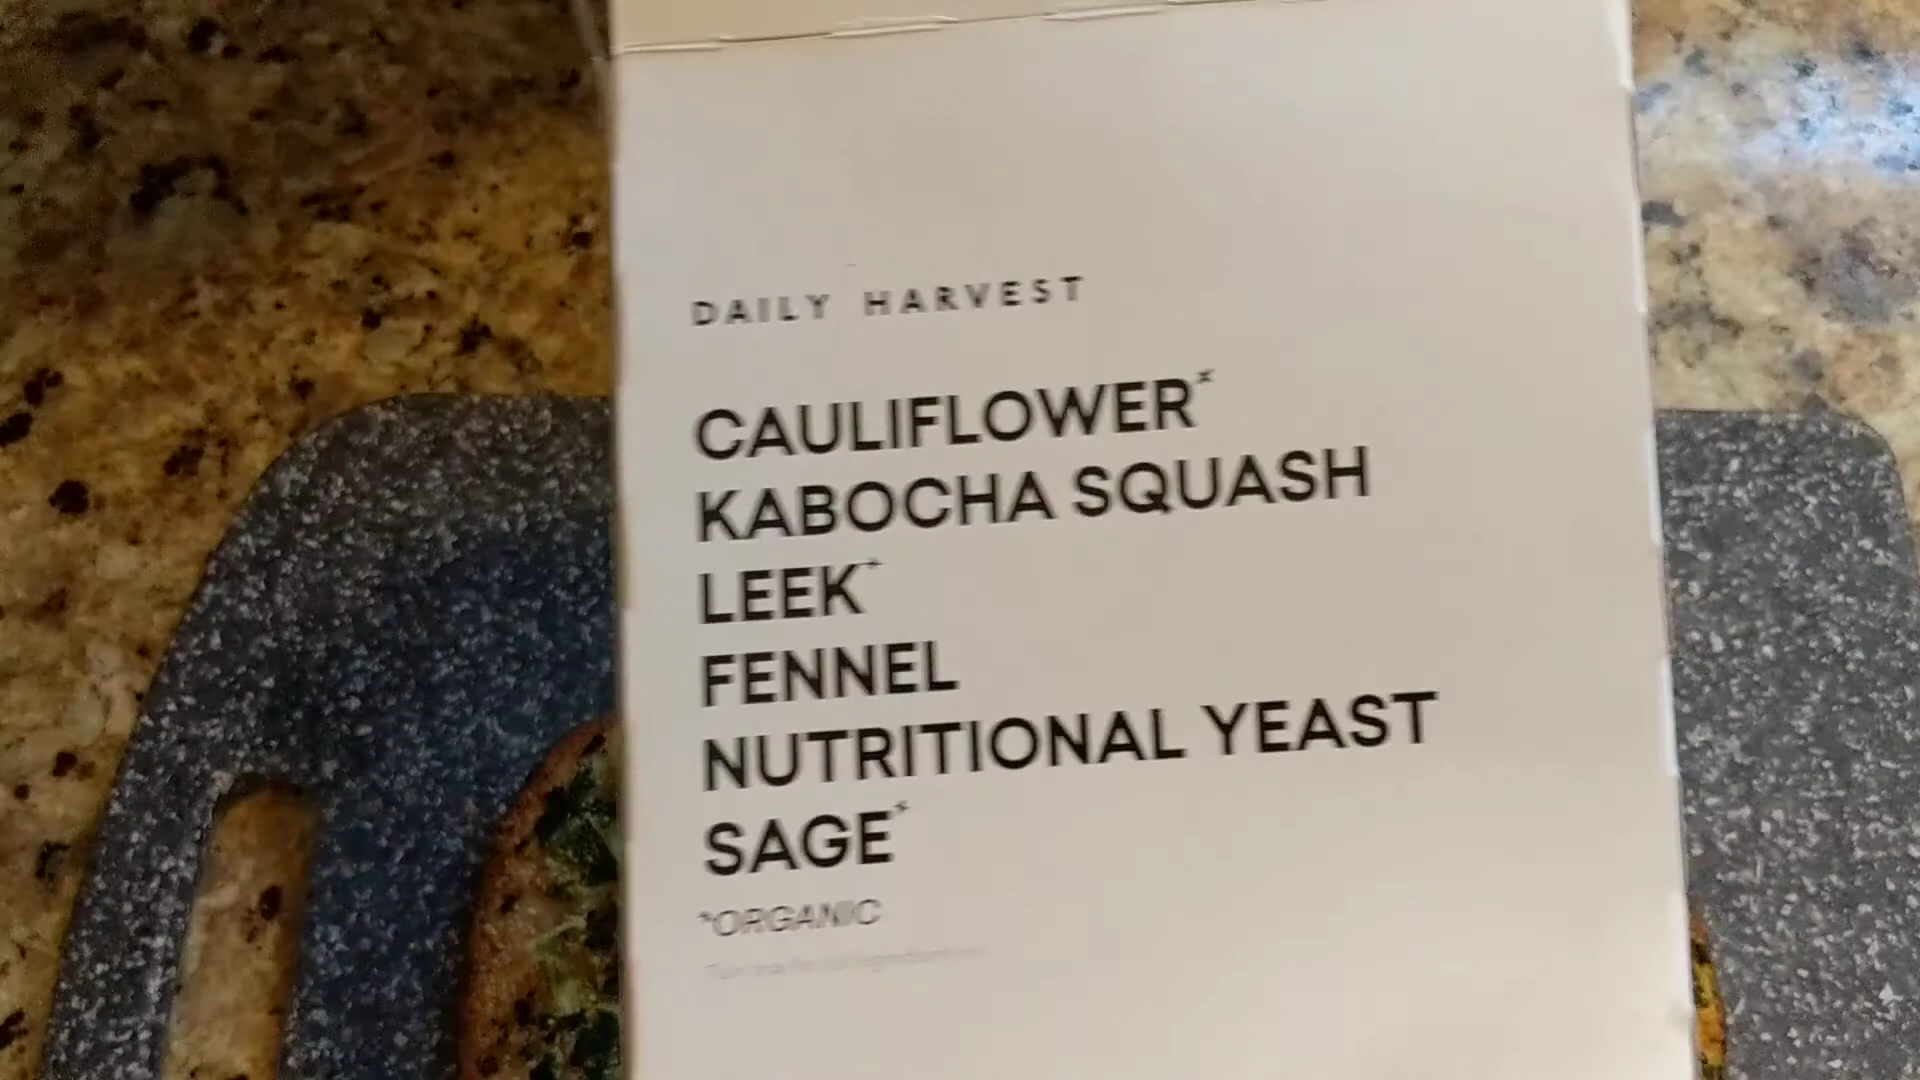 DAILY HARVEST
CAULIFLOWER*
KABOCHA SQUASH
LEEK*
FENNEL
NUTRITIONAL YEAST
SAGE*
*ORGANIC